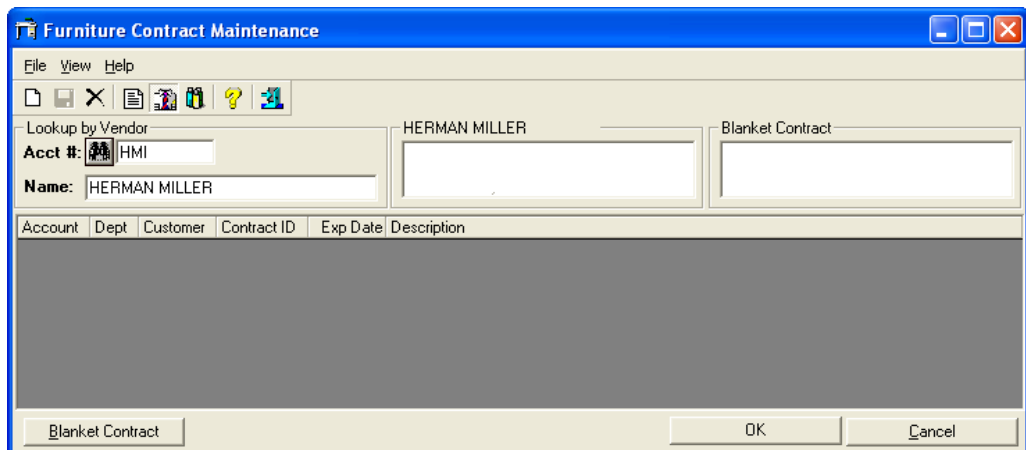 Furniture Contract Maintenance
File View Help
Lookup by Vendor
Acct #: HMI
Name: HERMAN MILLER
HERMAN MILLER
Blanket Contract
Account Dept Customer Contract ID Exp Date Description
Blanket Contract OK Cancel